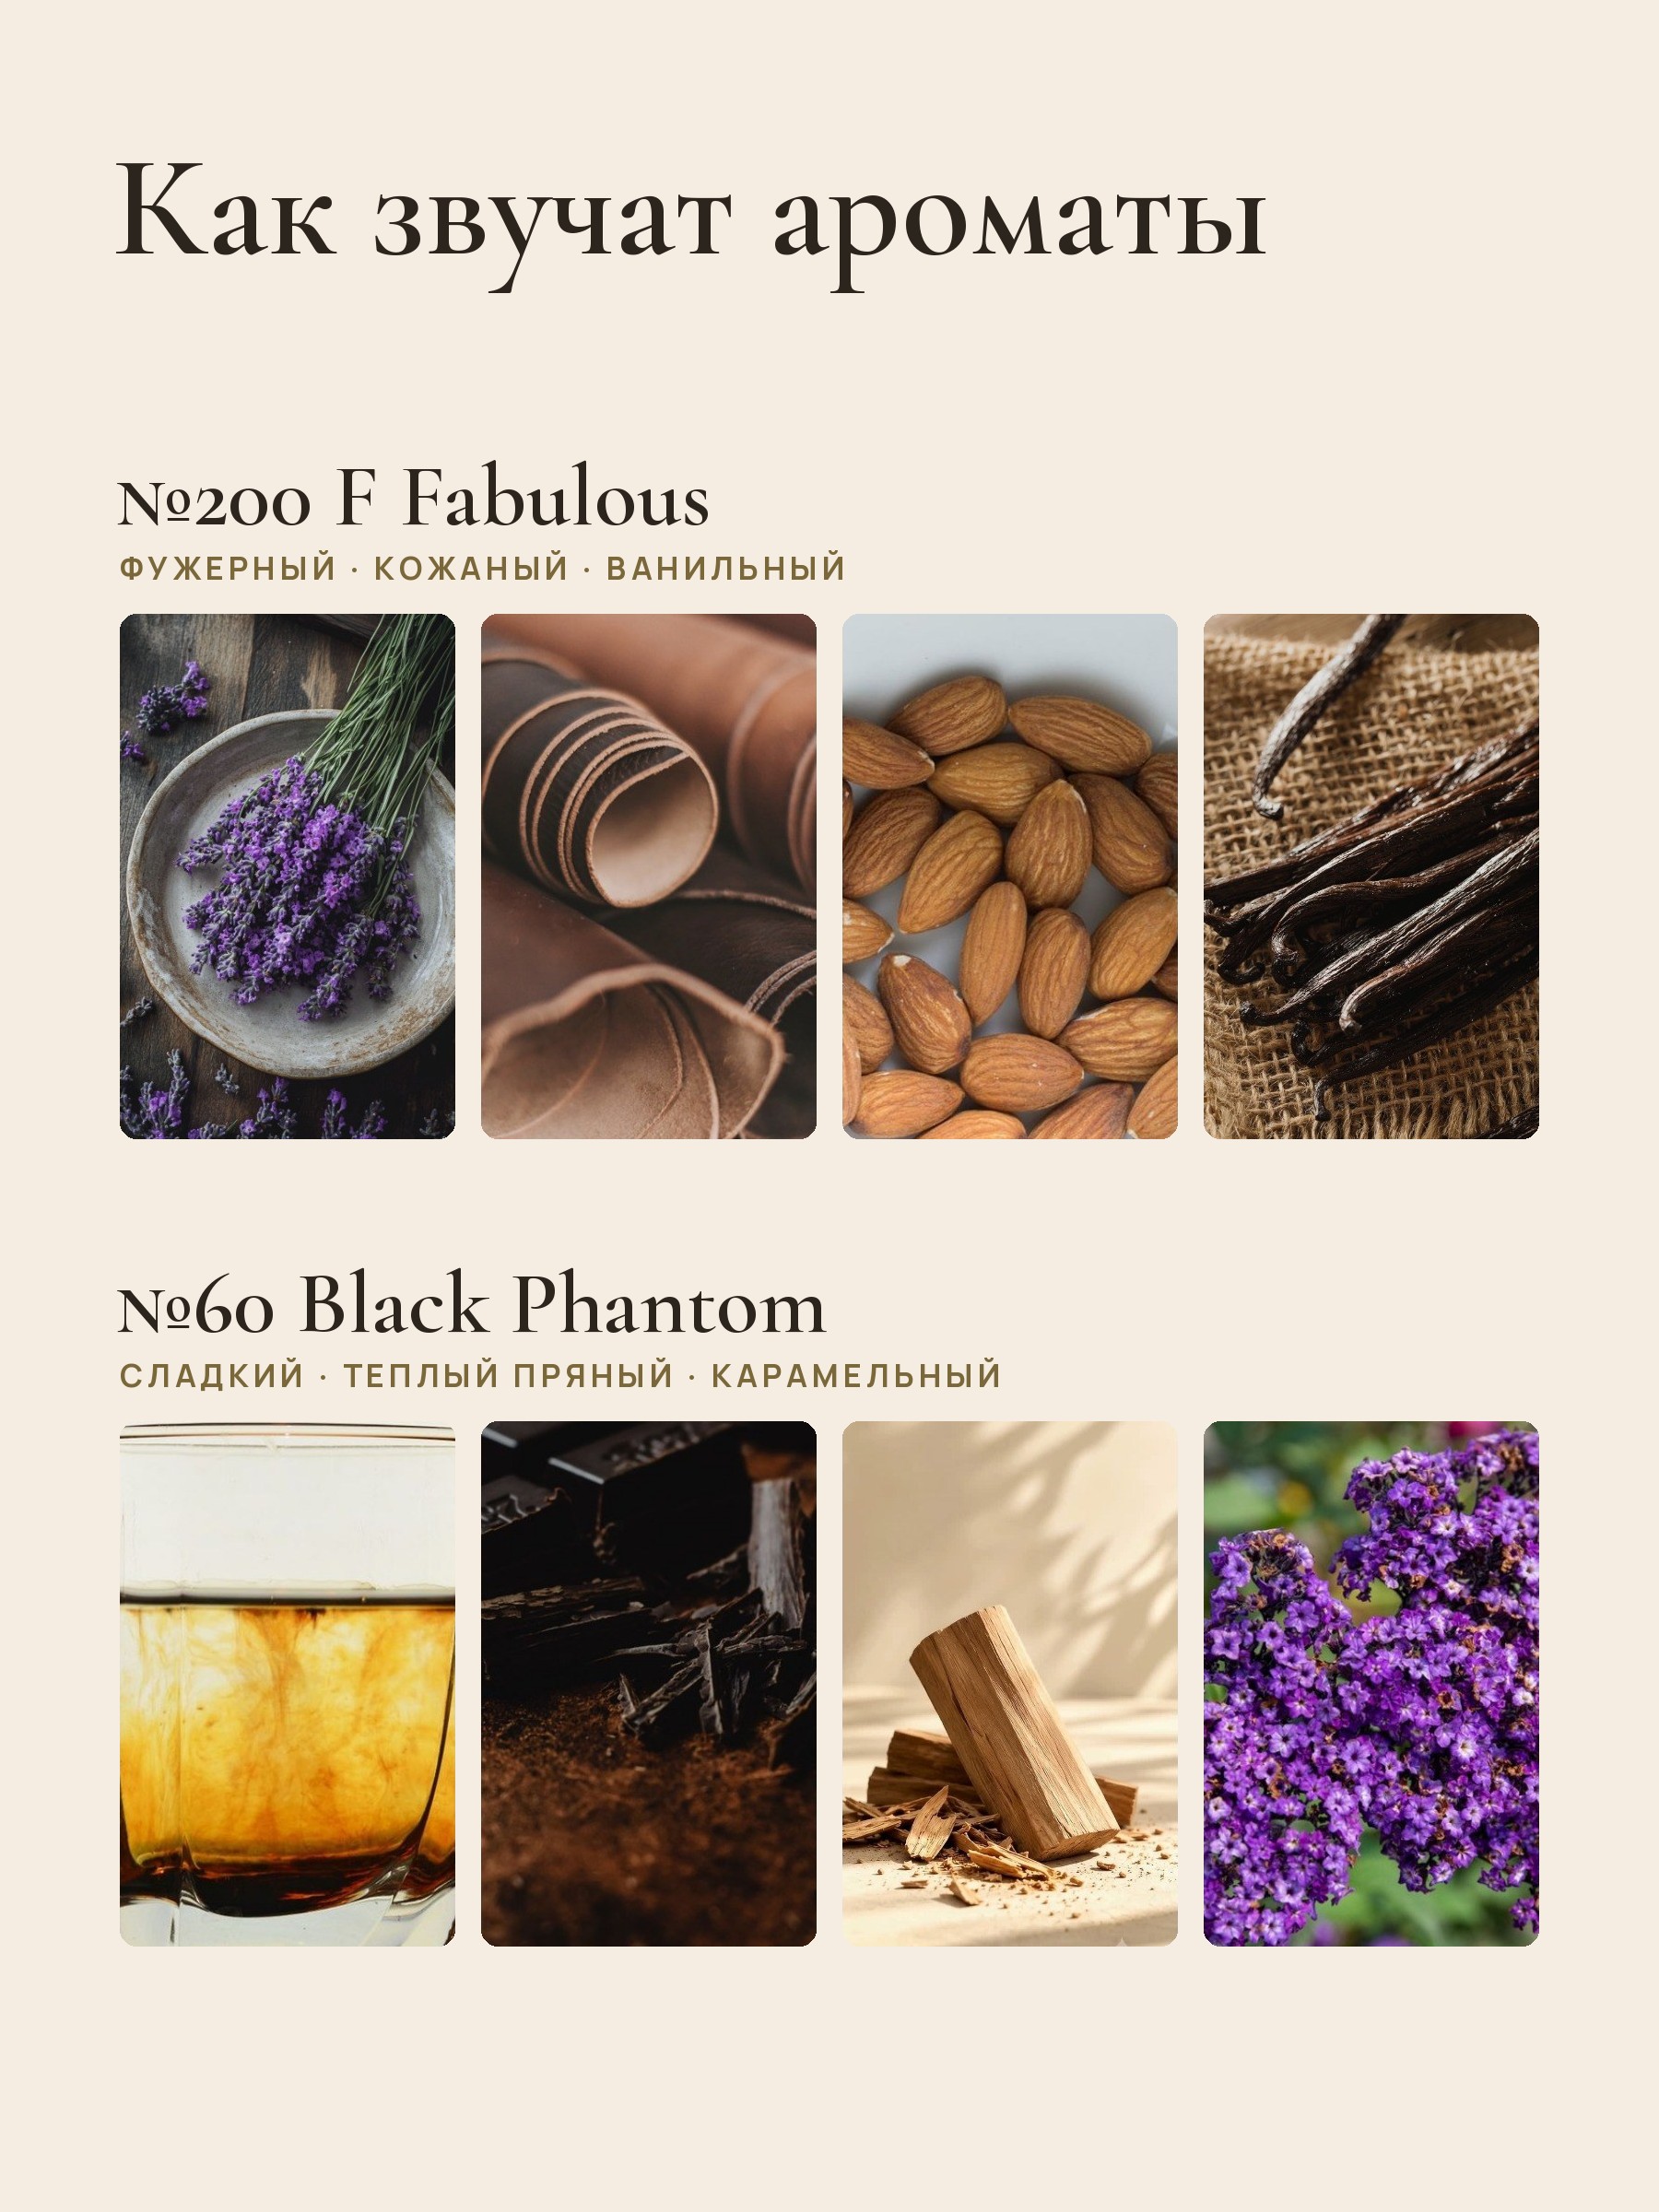 Как звучат ароматы
№200 F Fabulous
ФУЖЕРНЫЙ · КОЖАНЫЙ · ВАНИЛЬНЫЙ
№60 Black Phantom
СЛАДКИЙ · ТЕПЛЫЙ ПРЯНЫЙ · КАРАМЕЛЬНЫЙ